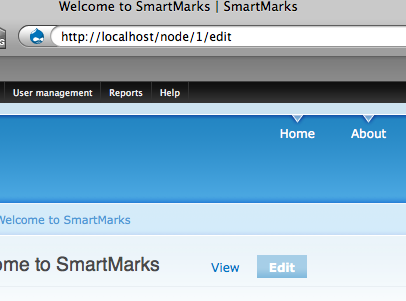 Welcome to SmartMarks | SmartMarks
http://localhost/node/1/edit
User management Reports Help
Home About
Welcome to SmartMarks
ome to SmartMarks View Edit